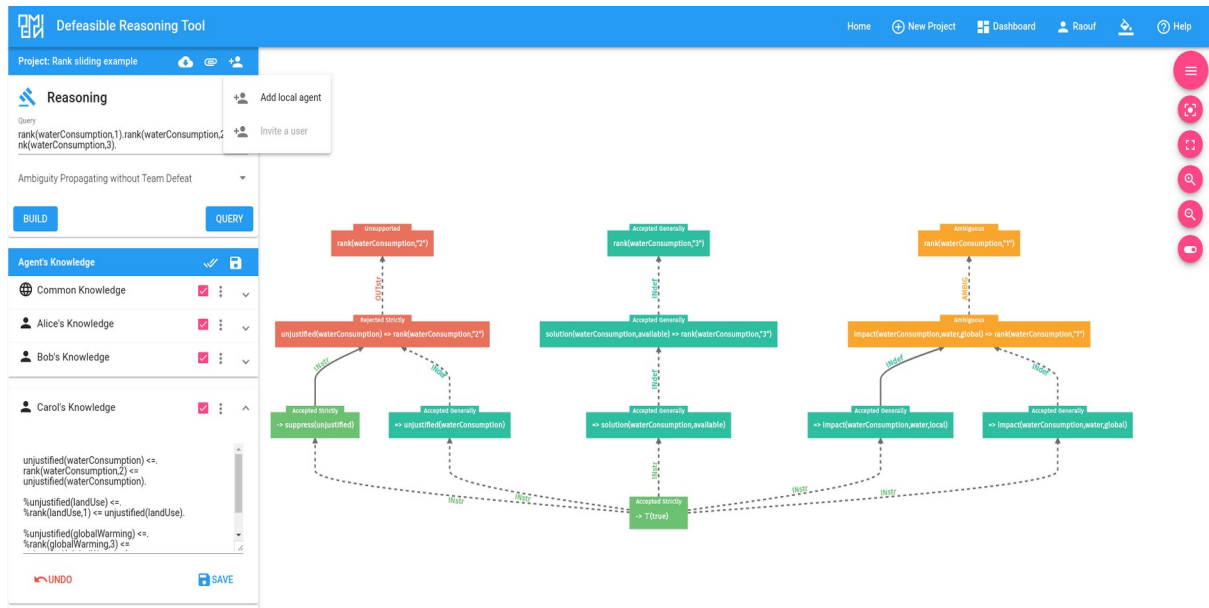 Defeasible Reasoning Tool
Home
New Project
Dashboard
Raouf
Help
Project: Rank sliding example
Add local agent
Invite a user
Reasoning
Query
rank(waterConsumption,1).rank(waterConsumption,2
nk(waterConsumption,3).
Ambiguity Propagating without Team Defeat
BUILD
QUERY
Agent's Knowledge
Common Knowledge
Alice's Knowledge
Bob's Knowledge
Carol's Knowledge
unjustified(waterConsumption) <=.
rank(waterConsumption,2) <=
unjustified(waterConsumption).
%unjustified(landUse) <=.
%rank(landUse,1) <= unjustified(landUse).
%unjustified(globalWarming) <=.
%rank(globalWarming,3) <=
UNDO
SAVE
Unsupported
rank(waterConsumption,"2")
Accepted Generally
rank(waterConsumption,"3")
Ambiguous
rank(waterConsumption,"1")
OUTstr
INdef
AMBIG
Rejected Strictly
unjustified(waterConsumption) => rank(waterConsumption,"2")
Accepted Generally
solution(waterConsumption,available) => rank(waterConsumption,"3")
Ambiguous
impact(waterConsumption,water,global) => rank(waterConsumption,"1")
INstr
INdef
INdef
INdef
INdef
Accepted Strictly
-> suppress(unjustified)
Accepted Generally
=> unjustified(waterConsumption)
Accepted Generally
=> solution(waterConsumption,available)
Accepted Generally
=> impact(waterConsumption,water,local)
Accepted Generally
=> impact(waterConsumption,water,global)
INstr
INstr
INstr
INstr
INstr
Accepted Strictly
-> T(true)